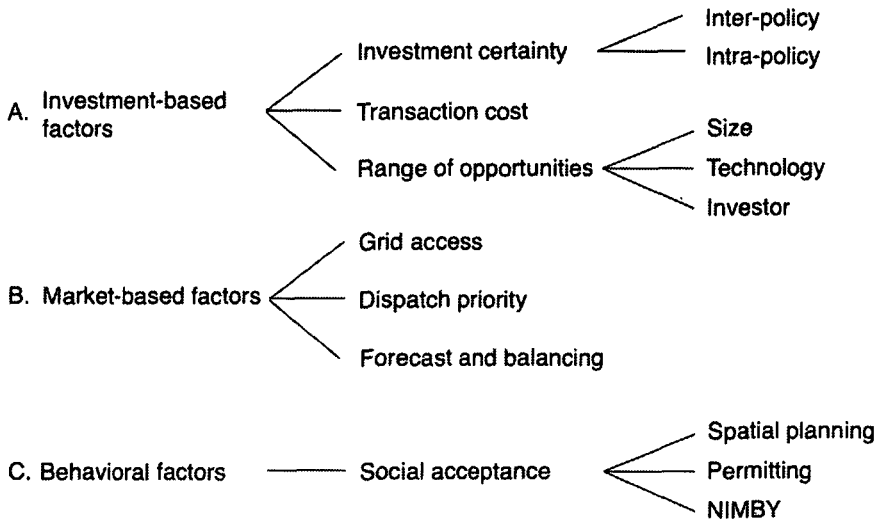 Inter-policy
Investment certainty
Intra-policy
A. Investment-based
factors
Transaction cost
Size
Range of opportunities
Technology
Investor
Grid access
B. Market-based factors
Dispatch priority
Forecast and balancing
Spatial planning
C. Behavioral factors
Social acceptance
Permitting
NIMBY